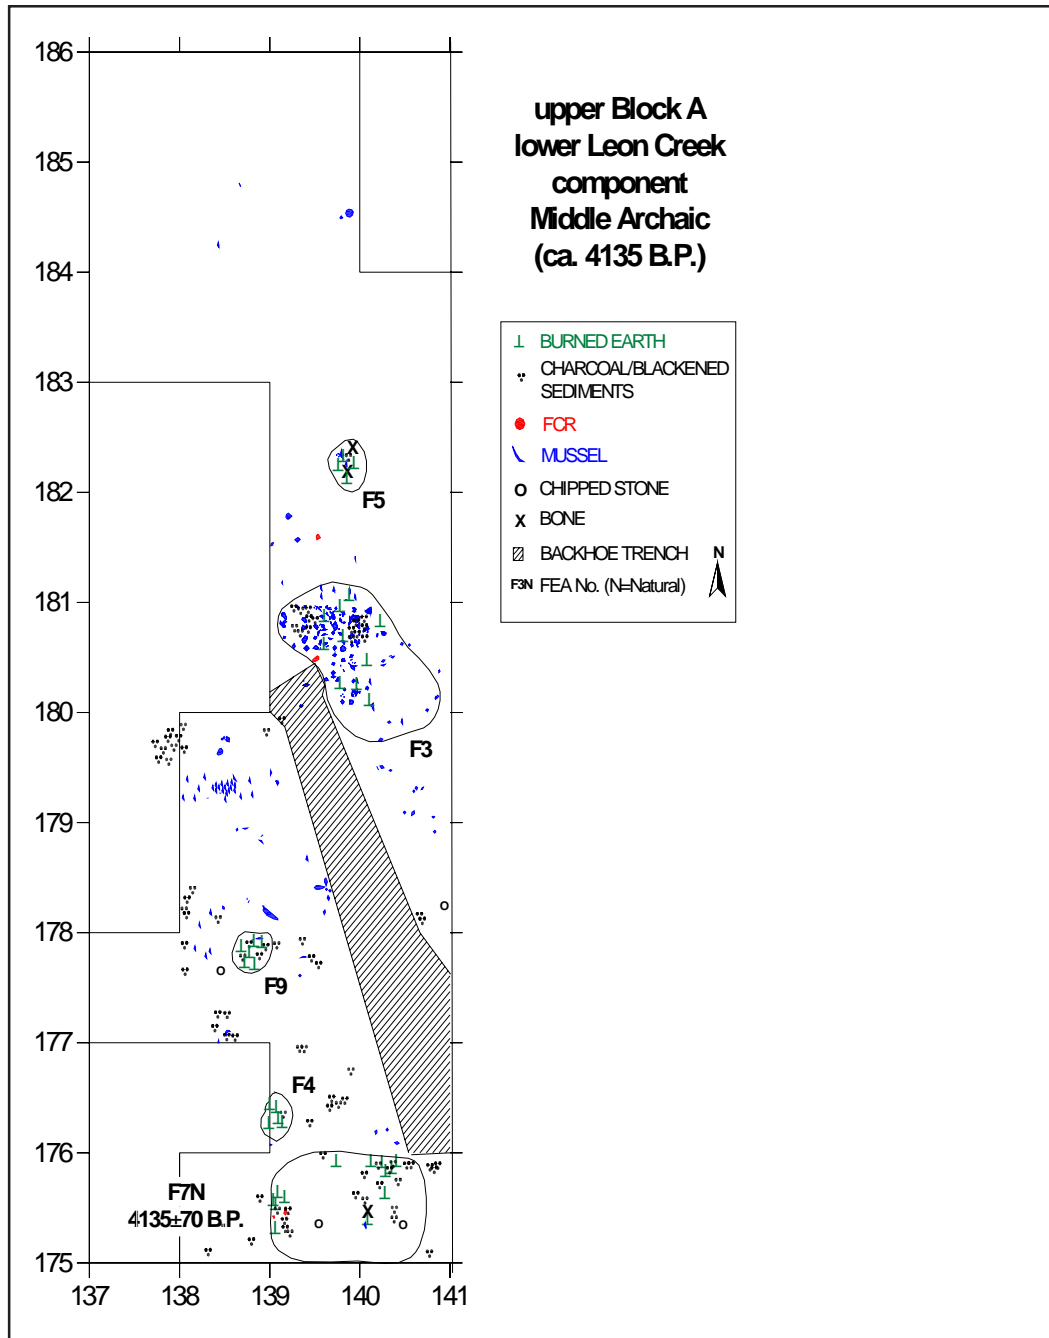 upper Block A
lower Leon Creek
component
Middle Archaic
(ca. 4135 B.P.)
BURNED EARTH
CHARCOAL/BLACKENED
SEDIMENTS
FCR
MUSSEL
o CHIPPED STONE
X BONE
BACKHOE TRENCH
N
F3N FEA No. (N=Natural)
186
185
184
183
182
181
180
179
178
177
176
175
137 138 139 140 141
F5
F3
F9
F4
F7N
4135±70 B.P.